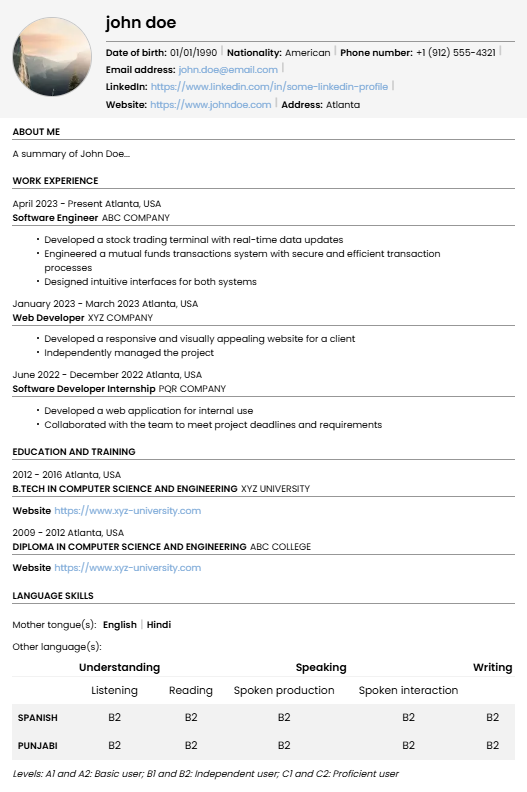 john doe
Date of birth: 01/01/1990 | Nationality: American | Phone number: +1 (912) 555-4321 |
Email address: john.doe@email.com |
LinkedIn: https://www.linkedin.com/in/some-linkedin-profile |
Website: https://www.johndoe.com | Address: Atlanta
ABOUT ME
A summary of John Doe...
WORK EXPERIENCE
April 2023 - Present Atlanta, USA
Software Engineer ABC COMPANY
• Developed a stock trading terminal with real-time data updates
• Engineered a mutual funds transactions system with secure and efficient transaction
processes
• Designed intuitive interfaces for both systems
January 2023 - March 2023 Atlanta, USA
Web Developer XYZ COMPANY
• Developed a responsive and visually appealing website for a client
• Independently managed the project
June 2022 - December 2022 Atlanta, USA
Software Developer Internship PQR COMPANY
• Developed a web application for internal use
• Collaborated with the team to meet project deadlines and requirements
EDUCATION AND TRAINING
2012 - 2016 Atlanta, USA
B.TECH IN COMPUTER SCIENCE AND ENGINEERING XYZ UNIVERSITY
Website https://www.xyz-university.com
2009 - 2012 Atlanta, USA
DIPLOMA IN COMPUTER SCIENCE AND ENGINEERING ABC COLLEGE
Website https://www.xyz-university.com
LANGUAGE SKILLS
Mother tongue(s): English | Hindi
Other language(s):
Understanding Speaking Writing
Listening Reading Spoken production Spoken interaction
SPANISH B2 B2 B2 B2 B2
PUNJABI B2 B2 B2 B2 B2
Levels: A1 and A2: Basic user; B1 and B2: Independent user; C1 and C2: Proficient user